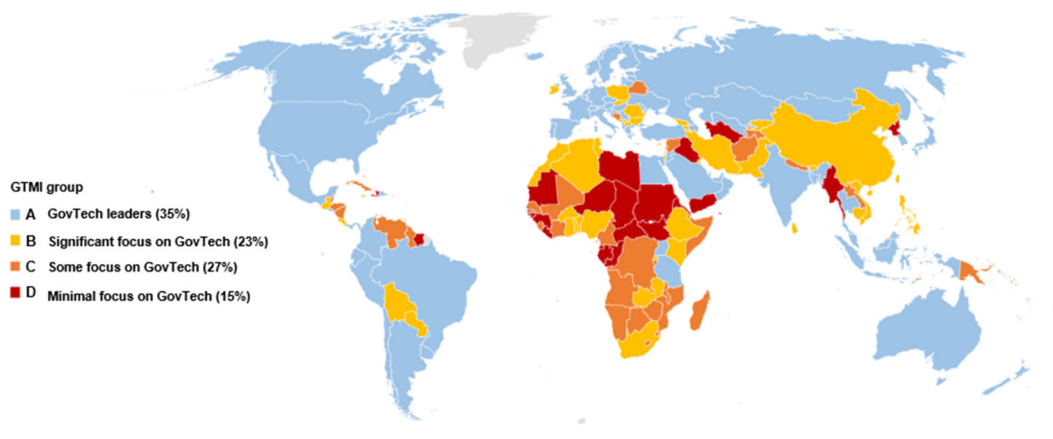 GTMI group
A GovTech leaders (35%)
B Significant focus on GovTech (23%)
C Some focus on GovTech (27%)
D Minimal focus on GovTech (15%)